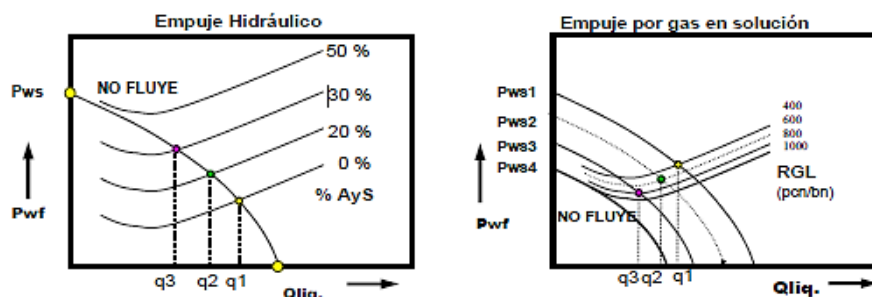 Empuje Hidráulico
50 %
Pws
NO FLUYE
30 %
20 %
0 %
% AyS
Pwf
q3 q2 q1
Qliq.
Empuje por gas en solución
Pws1
Pws2
Pws3
Pws4
400
600
800
1000
RGL
(pcn/bn)
NO FLUYE
Pwf
q3 q2 q1
Qliq.